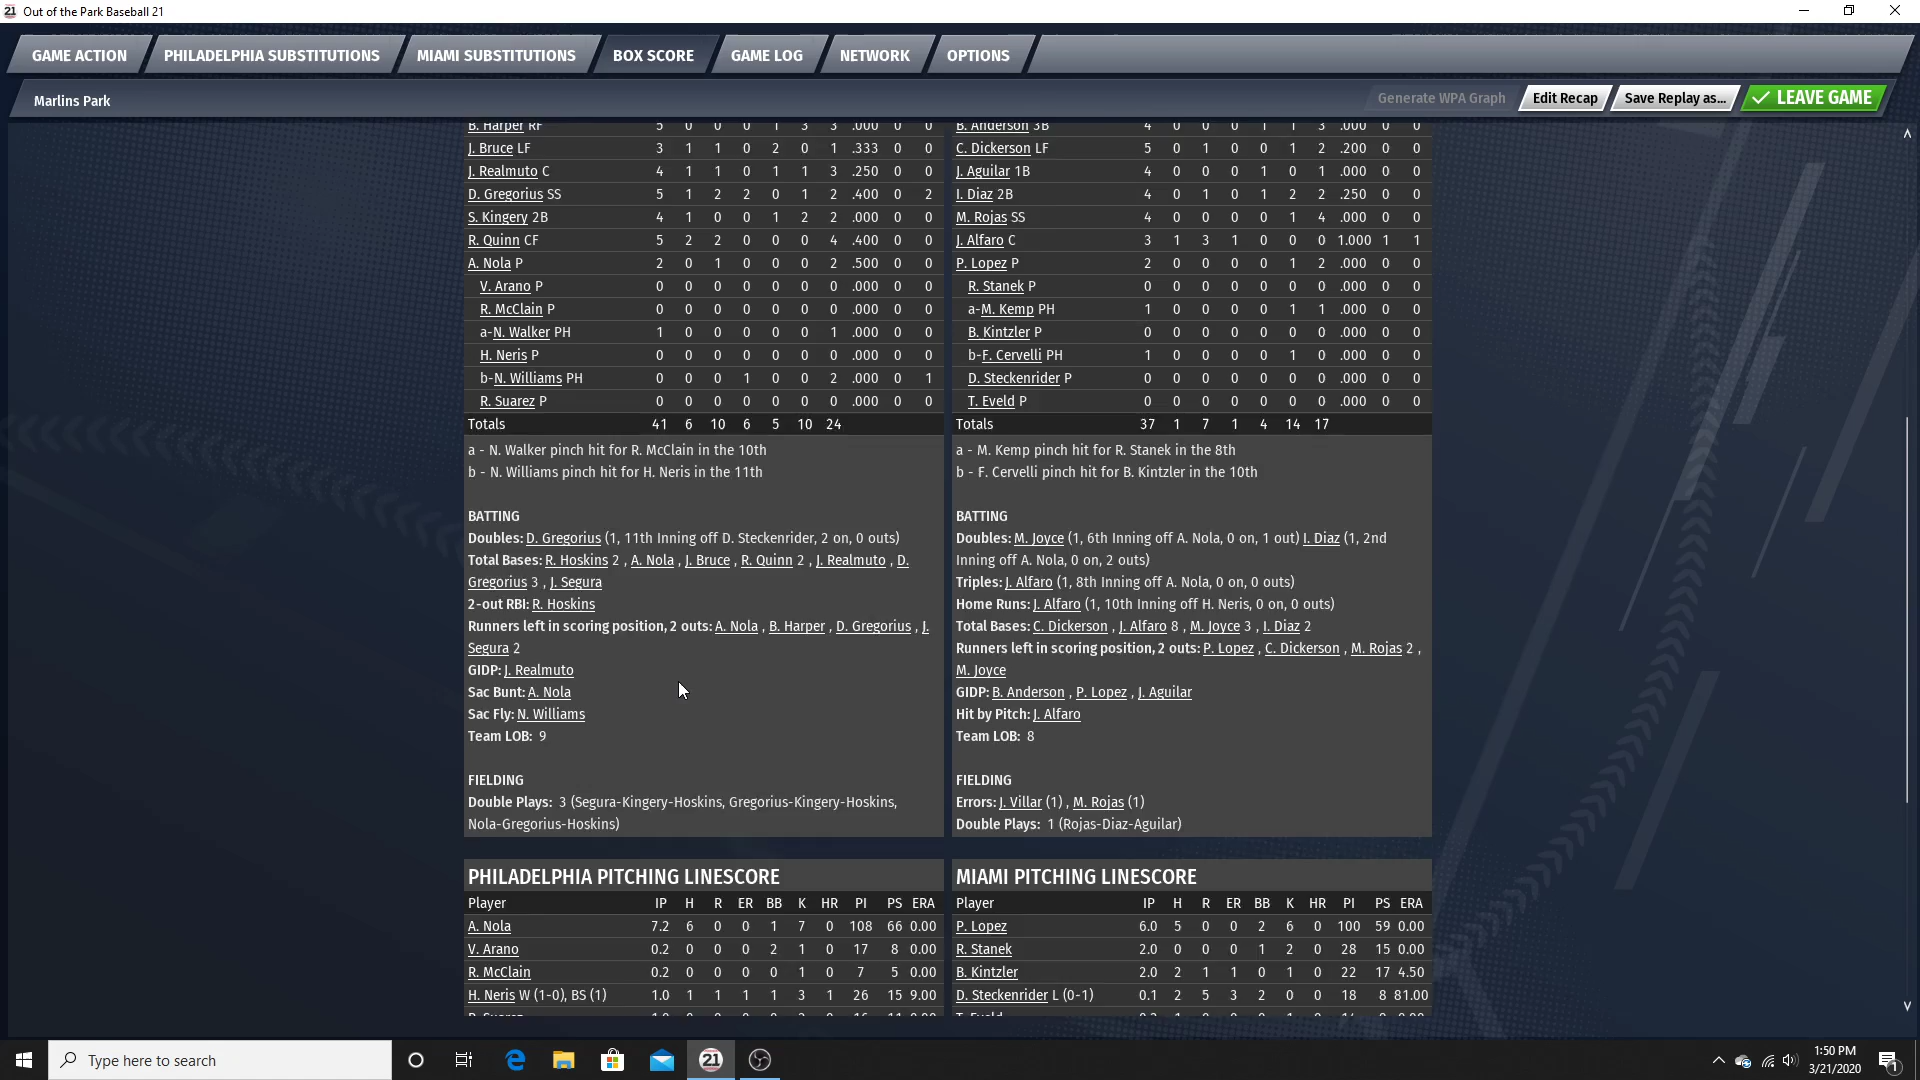 21 Out of the Park Baseball 21
GAME ACTION PHILADELPHIA SUBSTITUTIONS MIAMI SUBSTITUTIONS BOX SCORE GAME LOG NETWORK OPTIONS
Marlins Park Generate WPA Graph Edit Recap Save Replay as... LEAVE GAME
B. Harper RF 5 0 0 0 1 3 3 .000 0 0
J. Bruce LF 3 1 1 0 2 0 1 .333 0 0
J. Realmuto C 4 1 1 0 1 1 3 .250 0 0
D. Gregorius SS 5 1 2 2 0 1 2 .400 0 2
S. Kingery 2B 4 1 0 0 1 2 2 .000 0 0
R. Quinn CF 5 2 2 0 0 0 4 .400 0 0
A. Nola P 2 0 1 0 0 0 2 .500 0 0
V. Arano P 0 0 0 0 0 0 0 .000 0 0
R. McClain P 0 0 0 0 0 0 0 .000 0 0
a-N. Walker PH 1 0 0 0 0 0 1 .000 0 0
H. Neris P 0 0 0 0 0 0 0 .000 0 0
b-N. Williams PH 0 0 0 1 0 0 2 .000 0 1
R. Suarez P 0 0 0 0 0 0 0 .000 0 0
Totals 41 6 10 6 5 10 24
a - N. Walker pinch hit for R. McClain in the 10th
b - N. Williams pinch hit for H. Neris in the 11th
BATTING
Doubles: D. Gregorius (1, 11th Inning off D. Steckenrider, 2 on, 0 outs)
Total Bases: R. Hoskins 2 , A. Nola , J. Bruce , R. Quinn 2 , J. Realmuto , D.
Gregorius 3 , J. Segura
2-out RBI: R. Hoskins
Runners left in scoring position, 2 outs: A. Nola , B. Harper , D. Gregorius , J.
Segura 2
GIDP: J. Realmuto
Sac Bunt: A. Nola
Sac Fly: N. Williams
Team LOB: 9
FIELDING
Double Plays: 3 (Segura-Kingery-Hoskins, Gregorius-Kingery-Hoskins,
Nola-Gregorius-Hoskins)
B. Anderson 3B 4 0 0 0 1 1 3 .000 0 0
C. Dickerson LF 5 0 1 0 0 1 2 .200 0 0
J. Aguilar 1B 4 0 0 0 1 0 1 .000 0 0
I. Diaz 2B 4 0 1 0 1 2 2 .250 0 0
M. Rojas SS 4 0 0 0 0 1 4 .000 0 0
J. Alfaro C 3 1 3 1 0 0 0 1.000 1 1
P. Lopez P 2 0 0 0 0 1 2 .000 0 0
R. Stanek P 0 0 0 0 0 0 0 .000 0 0
a-M. Kemp PH 1 0 0 0 0 1 1 .000 0 0
B. Kintzler P 0 0 0 0 0 0 0 .000 0 0
b-F. Cervelli PH 1 0 0 0 0 1 0 .000 0 0
D. Steckenrider P 0 0 0 0 0 0 0 .000 0 0
T. Eveld P 0 0 0 0 0 0 0 .000 0 0
Totals 37 1 7 1 4 14 17
a - M. Kemp pinch hit for R. Stanek in the 8th
b - F. Cervelli pinch hit for B. Kintzler in the 10th
BATTING
Doubles: M. Joyce (1, 6th Inning off A. Nola, 0 on, 1 out) I. Diaz (1, 2nd
Inning off A. Nola, 0 on, 2 outs)
Triples: J. Alfaro (1, 8th Inning off A. Nola, 0 on, 0 outs)
Home Runs: J. Alfaro (1, 10th Inning off H. Neris, 0 on, 0 outs)
Total Bases: C. Dickerson , J. Alfaro 8 , M. Joyce 3 , I. Diaz 2
Runners left in scoring position, 2 outs: P. Lopez , C. Dickerson , M. Rojas 2 ,
M. Joyce
GIDP: B. Anderson , P. Lopez , J. Aguilar
Hit by Pitch: J. Alfaro
Team LOB: 8
FIELDING
Errors: J. Villar (1) , M. Rojas (1)
Double Plays: 1 (Rojas-Diaz-Aguilar)
PHILADELPHIA PITCHING LINESCORE
Player IP H R ER BB K HR PI PS ERA
A. Nola 7.2 6 0 0 1 7 0 108 66 0.00
V. Arano 0.2 0 0 0 2 1 0 17 8 0.00
R. McClain 0.2 0 0 0 0 1 0 7 5 0.00
H. Neris W (1-0), BS (1) 1.0 1 1 1 1 3 1 26 15 9.00
MIAMI PITCHING LINESCORE
Player IP H R ER BB K HR PI PS ERA
P. Lopez 6.0 5 0 0 2 6 0 100 59 0.00
R. Stanek 2.0 0 0 0 1 2 0 28 15 0.00
B. Kintzler 2.0 2 1 1 0 1 0 22 17 4.50
D. Steckenrider L (0-1) 0.1 2 5 3 2 0 0 18 8 81.00
Type here to search 21 1:50 PM
3/21/2020 1